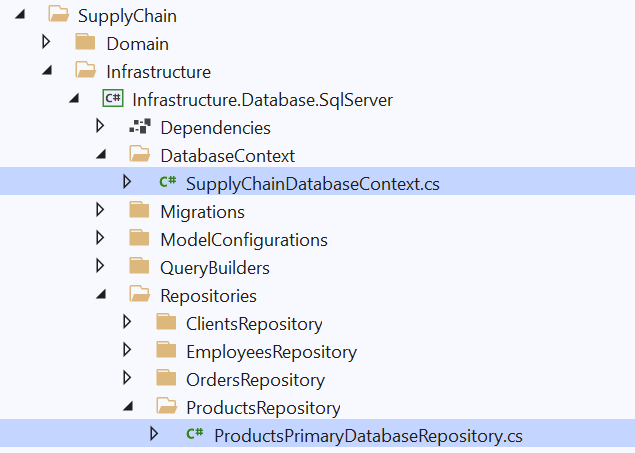 SupplyChain
Domain
Infrastructure
C# Infrastructure.Database.SqlServer
Dependencies
DatabaseContext
C# SupplyChainDatabaseContext.cs
Migrations
ModelConfigurations
QueryBuilders
Repositories
ClientsRepository
EmployeesRepository
OrdersRepository
ProductsRepository
C# ProductsPrimaryDatabaseRepository.cs